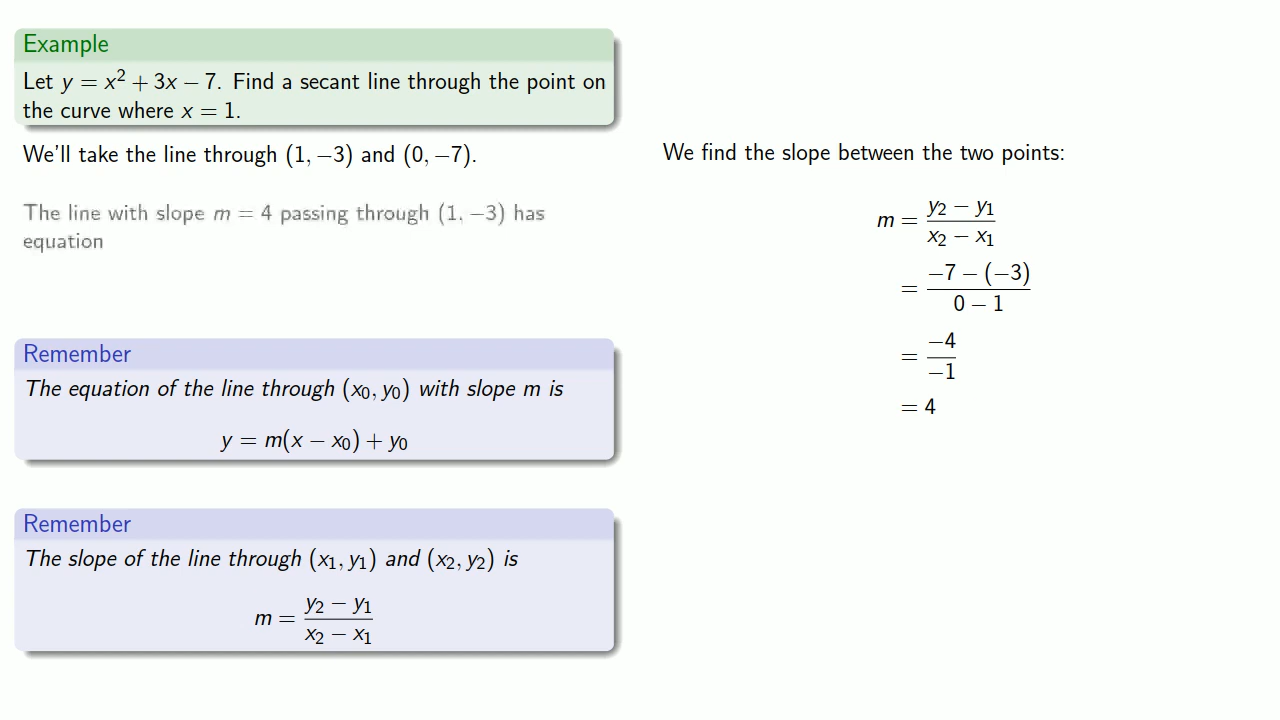 Example
Let y = x² + 3x − 7. Find a secant line through the point on
the curve where x = 1.
We'll take the line through (1, −3) and (0, −7).
The line with slope m = 4 passing through (1, −3) has
equation
Remember
The equation of the line through (x₀, y₀) with slope m is
y = m(x − x₀) + y₀
Remember
The slope of the line through (x₁, y₁) and (x₂, y₂) is
m = (y₂ − y₁)/(x₂ − x₁)
We find the slope between the two points:
m = (y₂ − y₁)/(x₂ − x₁)
= (−7 − (−3))/(0 − 1)
= −4/−1
= 4